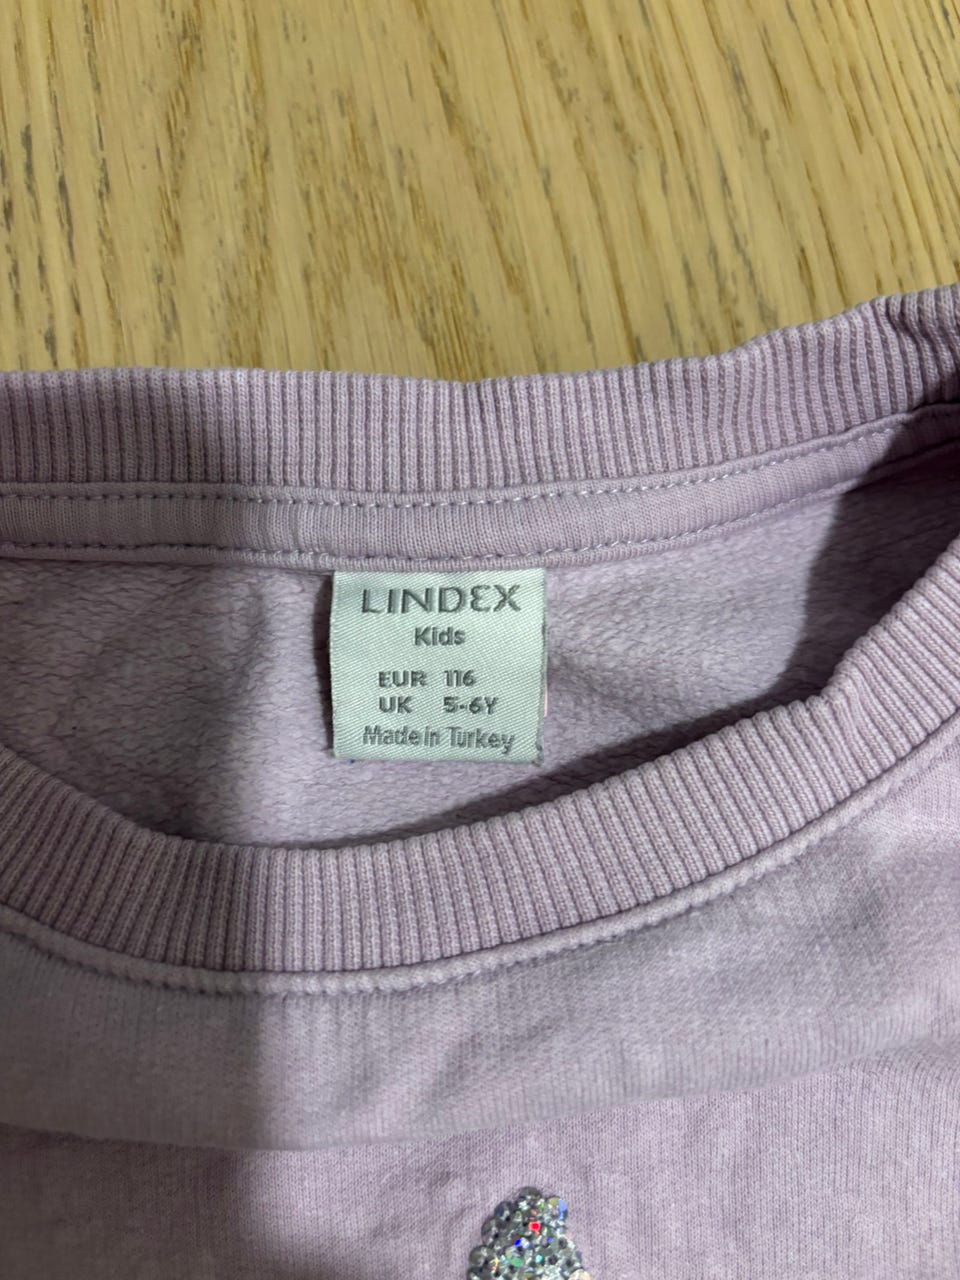 LINDEX
Kids
EUR 116
UK 5-6Y
Made in Turkey